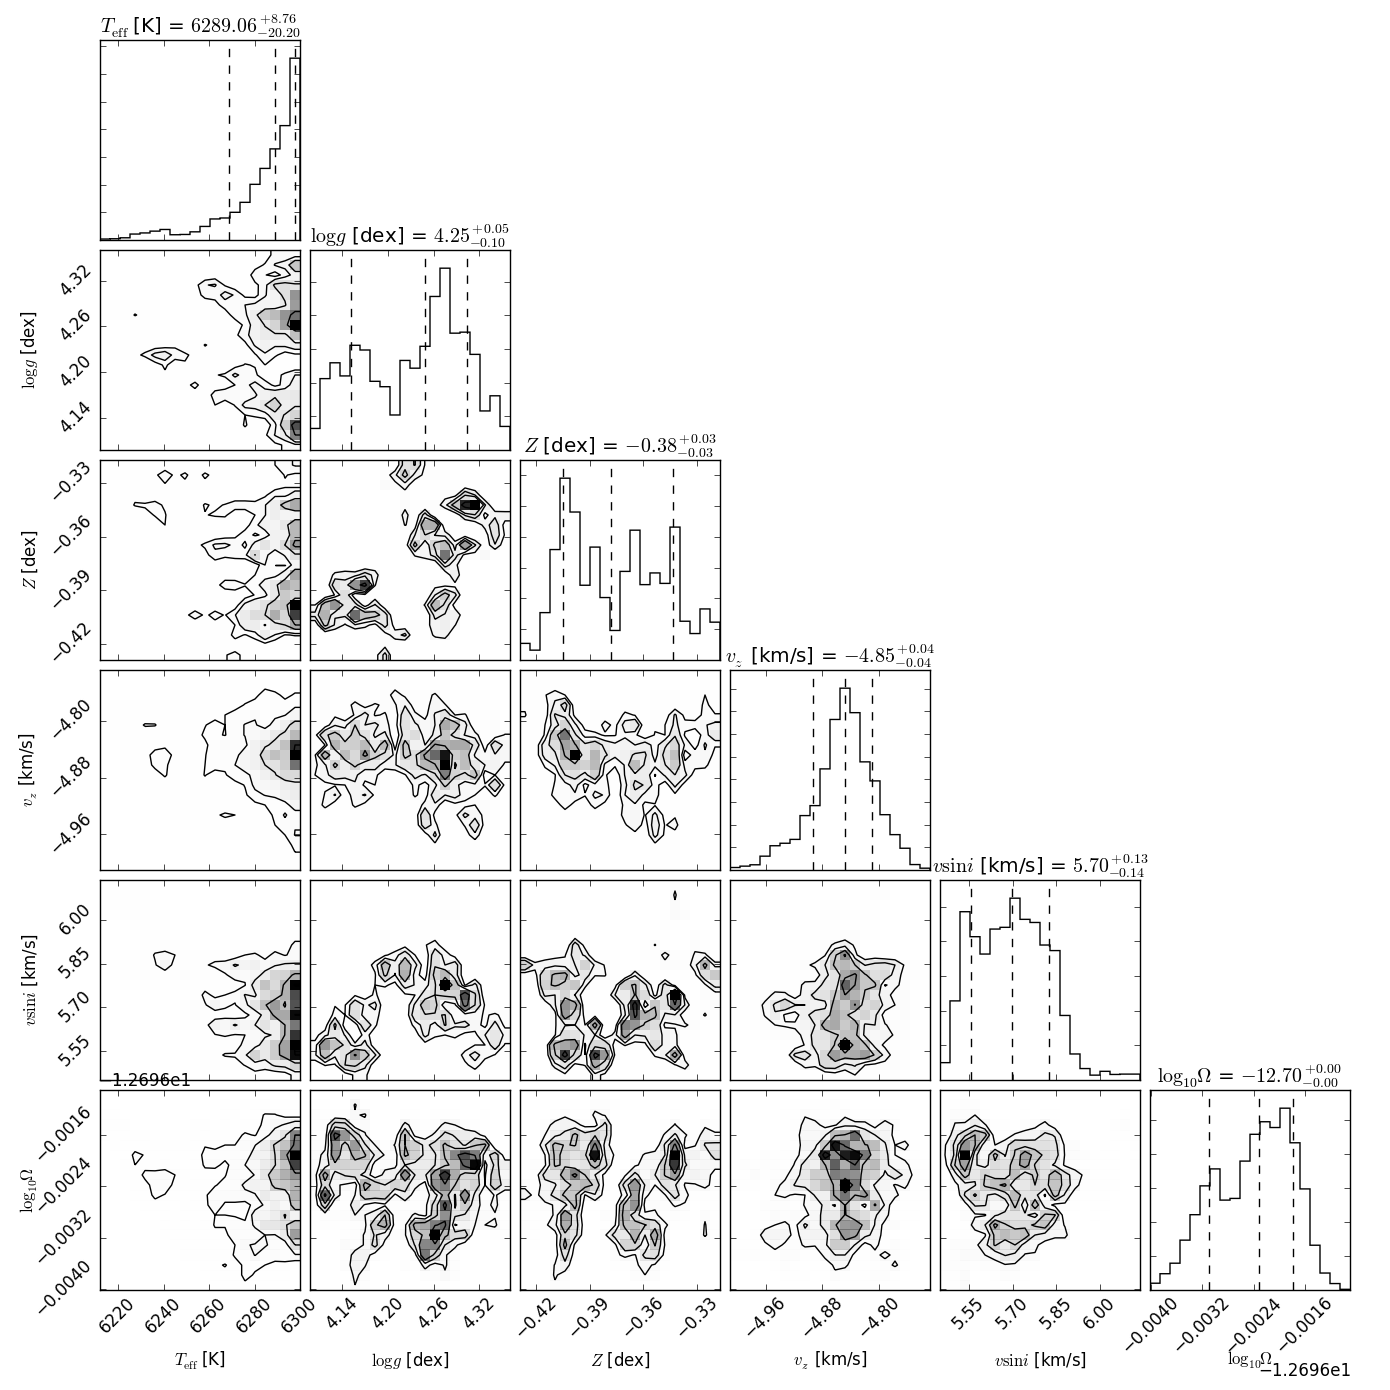 T_eff [K] = 6289.06 +8.76 −20.20
log g [dex] = 4.25 +0.05 −0.10
4.32
4.26
4.20
4.14
log g [dex]
Z [dex] = −0.38 +0.03 −0.03
−0.33
−0.36
−0.39
−0.42
Z [dex]
v_z [km/s] = −4.85 +0.04 −0.04
−4.80
−4.88
−4.96
v_z [km/s]
v sin i [km/s] = 5.70 +0.13 −0.14
6.00
5.85
5.70
5.55
v sin i [km/s]
−1.2696e1
log₁₀Ω = −12.70 +0.00 −0.00
−0.0016
−0.0024
−0.0032
−0.0040
log₁₀Ω
6220 6240 6260 6280 6300
4.14 4.20 4.26 4.32
−0.42 −0.39 −0.36 −0.33
−4.96 −4.88 −4.80
5.55 5.70 5.85 6.00
−0.0040 −0.0032 −0.0024 −0.0016
T_eff [K]
log g [dex]
Z [dex]
v_z [km/s]
v sin i [km/s]
log₁₀Ω
−1.2696e1